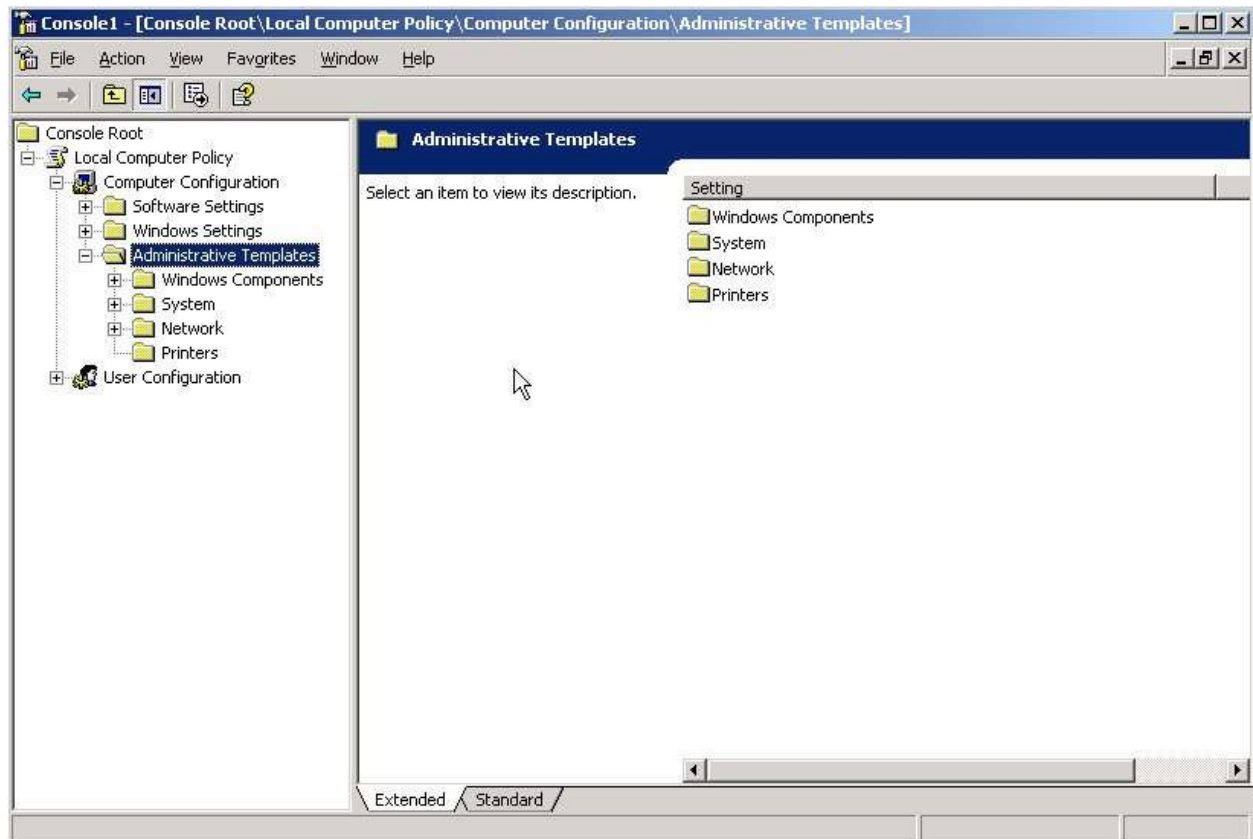 Console1 - [Console Root\Local Computer Policy\Computer Configuration\Administrative Templates]
File Action View Favorites Window Help
Console Root
Local Computer Policy
Computer Configuration
Software Settings
Windows Settings
Administrative Templates
Windows Components
System
Network
Printers
User Configuration
Administrative Templates
Select an item to view its description.
Setting
Windows Components
System
Network
Printers
Extended Standard